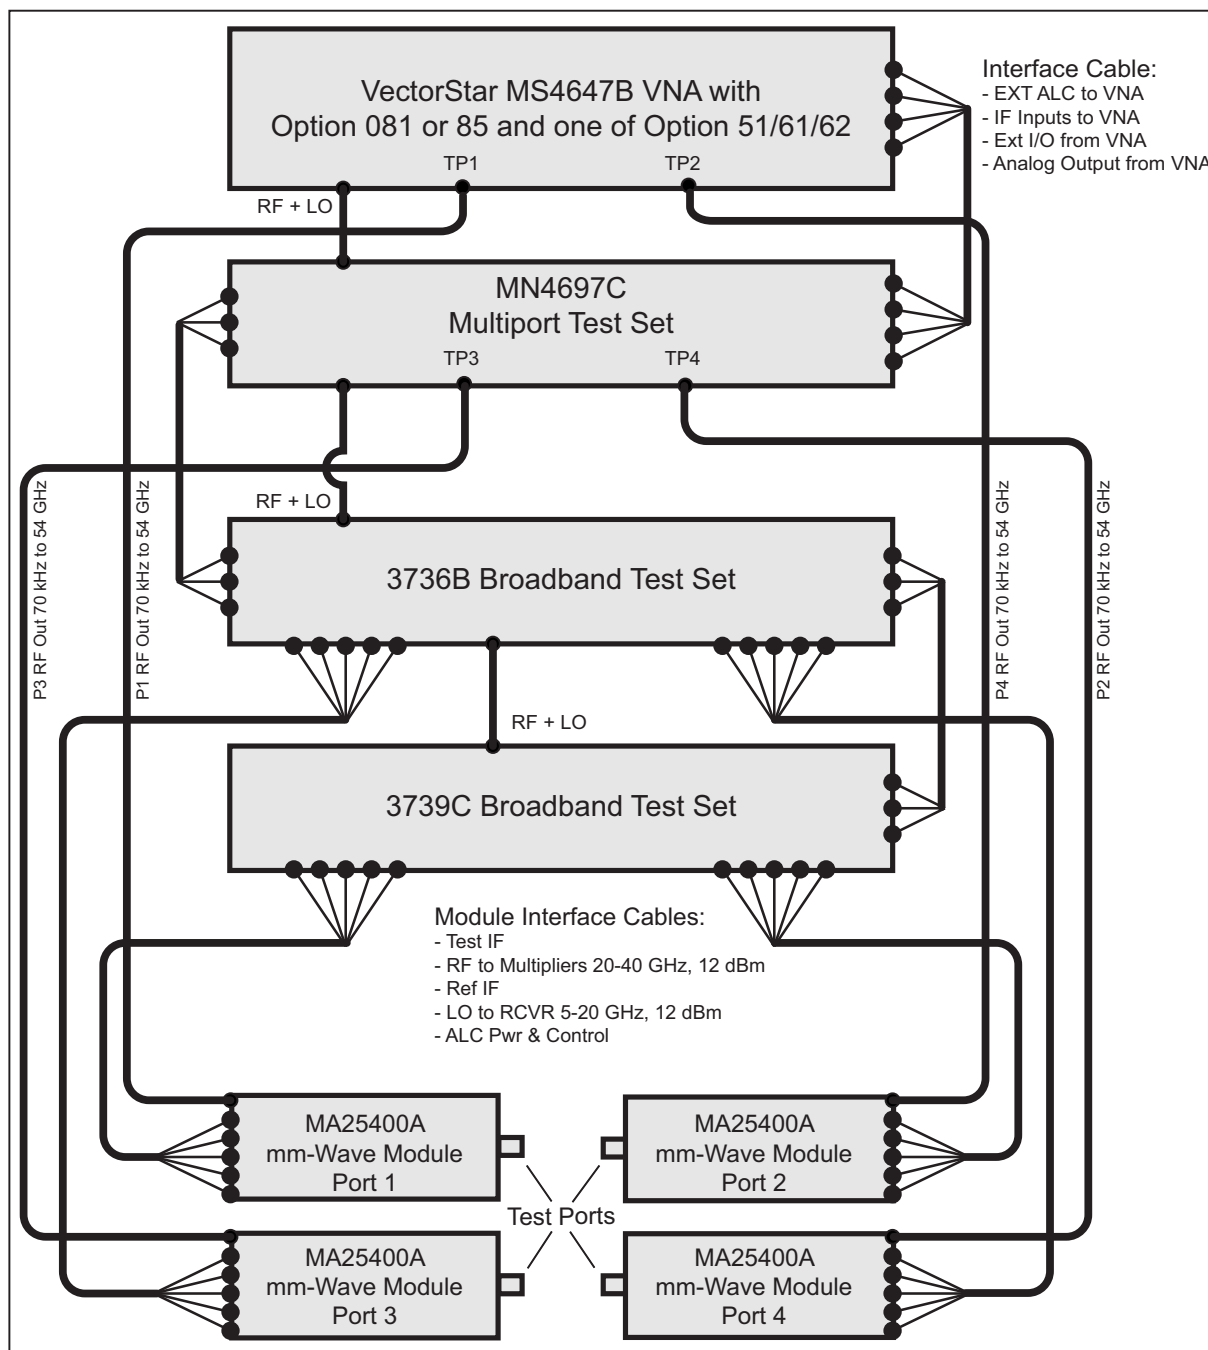 VectorStar MS4647B VNA with
Option 081 or 85 and one of Option 51/61/62
TP1
TP2
Interface Cable:
- EXT ALC to VNA
- IF Inputs to VNA
- Ext I/O from VNA
- Analog Output from VNA
RF + LO
MN4697C
Multiport Test Set
TP3
TP4
P3 RF Out 70 kHz to 54 GHz
P1 RF Out 70 kHz to 54 GHz
RF + LO
P4 RF Out 70 kHz to 54 GHz
P2 RF Out 70 kHz to 54 GHz
3736B Broadband Test Set
RF + LO
3739C Broadband Test Set
Module Interface Cables:
- Test IF
- RF to Multipliers 20-40 GHz, 12 dBm
- Ref IF
- LO to RCVR 5-20 GHz, 12 dBm
- ALC Pwr & Control
MA25400A
mm-Wave Module
Port 1
MA25400A
mm-Wave Module
Port 2
Test Ports
MA25400A
mm-Wave Module
Port 3
MA25400A
mm-Wave Module
Port 4